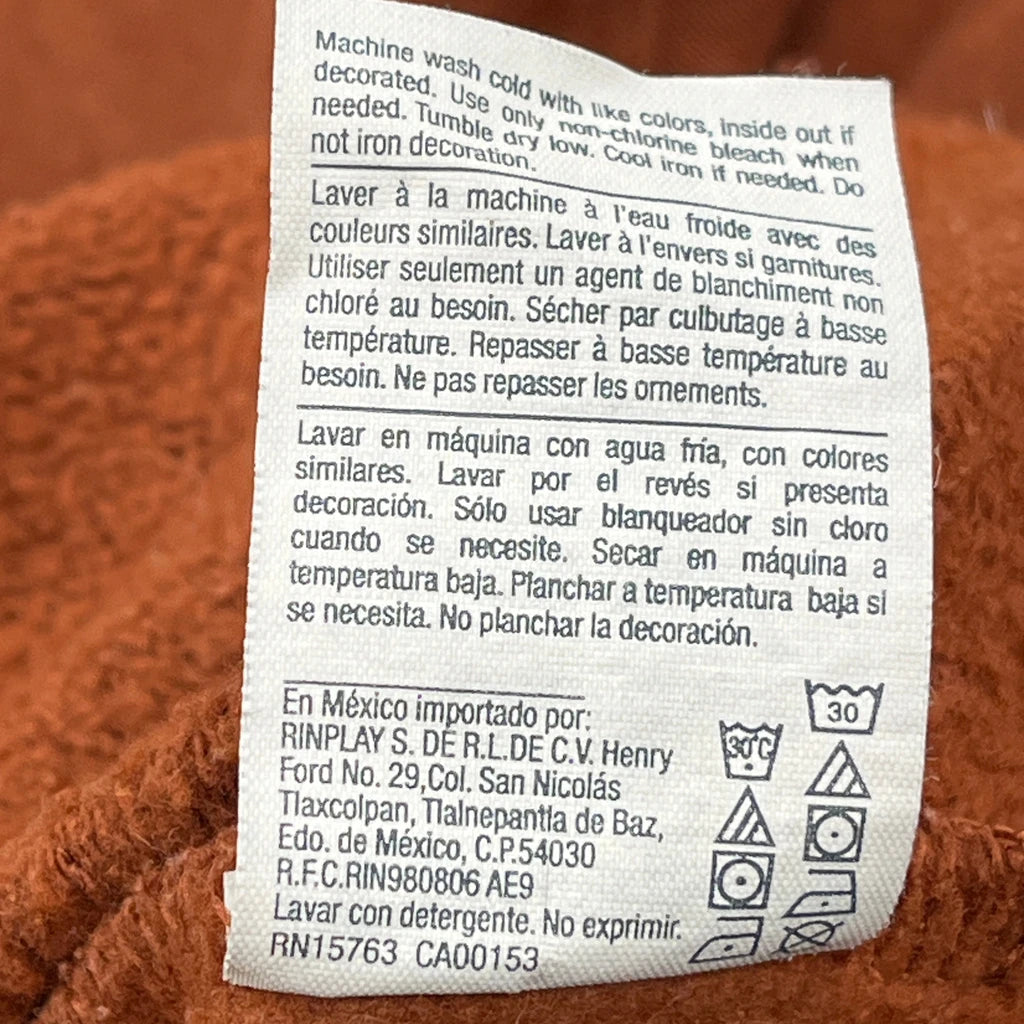 Machine wash cold with like colors, inside out if
decorated. Use only non-chlorine bleach when
needed. Tumble dry low. Cool iron if needed. Do
not iron decoration.
Laver à la machine à l'eau froide avec des
couleurs similaires. Laver à l'envers si garnitures.
Utiliser seulement un agent de blanchiment non
chloré au besoin. Sécher par culbutage à basse
température. Repasser à basse température au
besoin. Ne pas repasser les ornements.
Lavar en máquina con agua fría, con colores
similares. Lavar por el revés si presenta
decoración. Sólo usar blanqueador sin cloro
cuando se necesite. Secar en máquina a
temperatura baja. Planchar a temperatura baja si
se necesita. No planchar la decoración.
En México importado por:
RINPLAY S. DE R.L.DE C.V. Henry
Ford No. 29,Col. San Nicolás
Tlaxcolpan, Tlalnepantla de Baz,
Edo. de México, C.P.54030
R.F.C.RIN980806 AE9
Lavar con detergente. No exprimir.
RN15763 CA00153
30°C
30